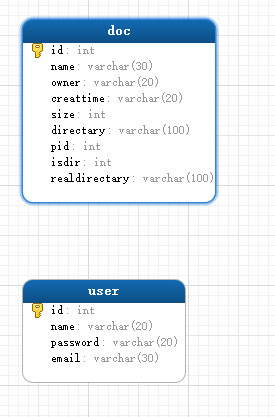 doc
id: int
name: varchar(30)
owner: varchar(20)
creattime: varchar(20)
size: int
directary: varchar(100)
pid: int
isdir: int
realdirectary: varchar(100)
user
id: int
name: varchar(20)
password: varchar(20)
email: varchar(30)